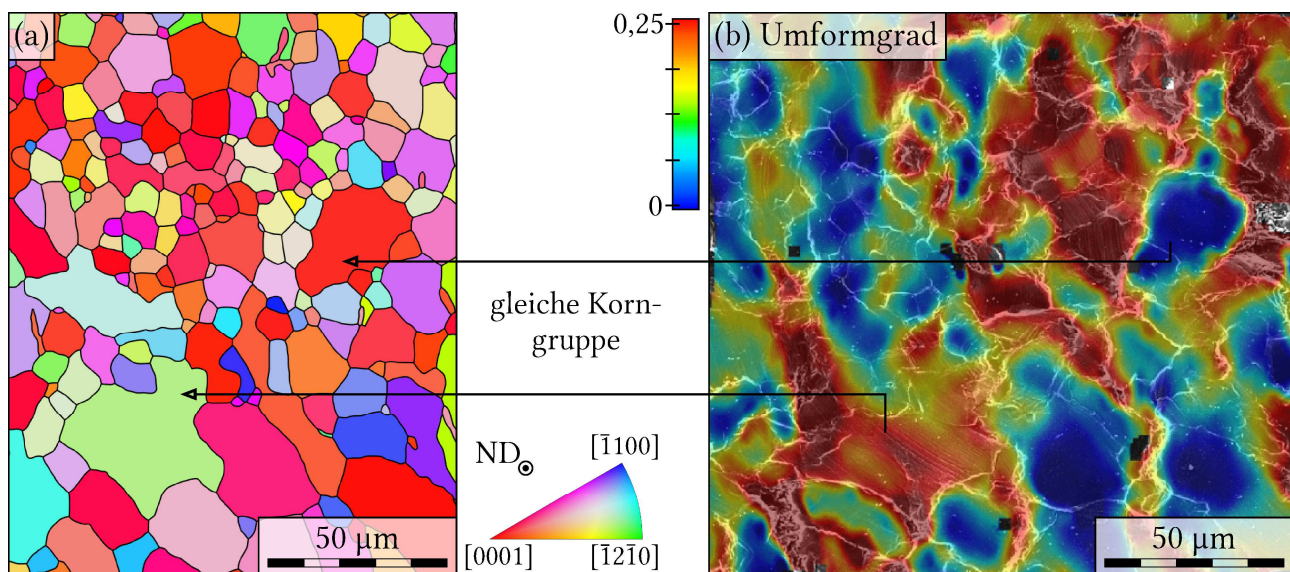 (a)
0,25
0
(b) Umformgrad
gleiche Korn-
gruppe
ND
[1̅100]
[0001]
[1̅21̅0]
50 μm
50 μm